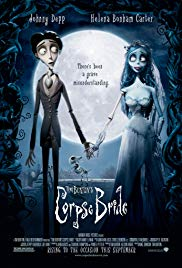 Johnny Depp
Helena Bonham Carter
There's been
a grave
misunderstanding.
Tim Burton's
Corpse Bride
RISING TO THE OCCASION THIS SEPTEMBER